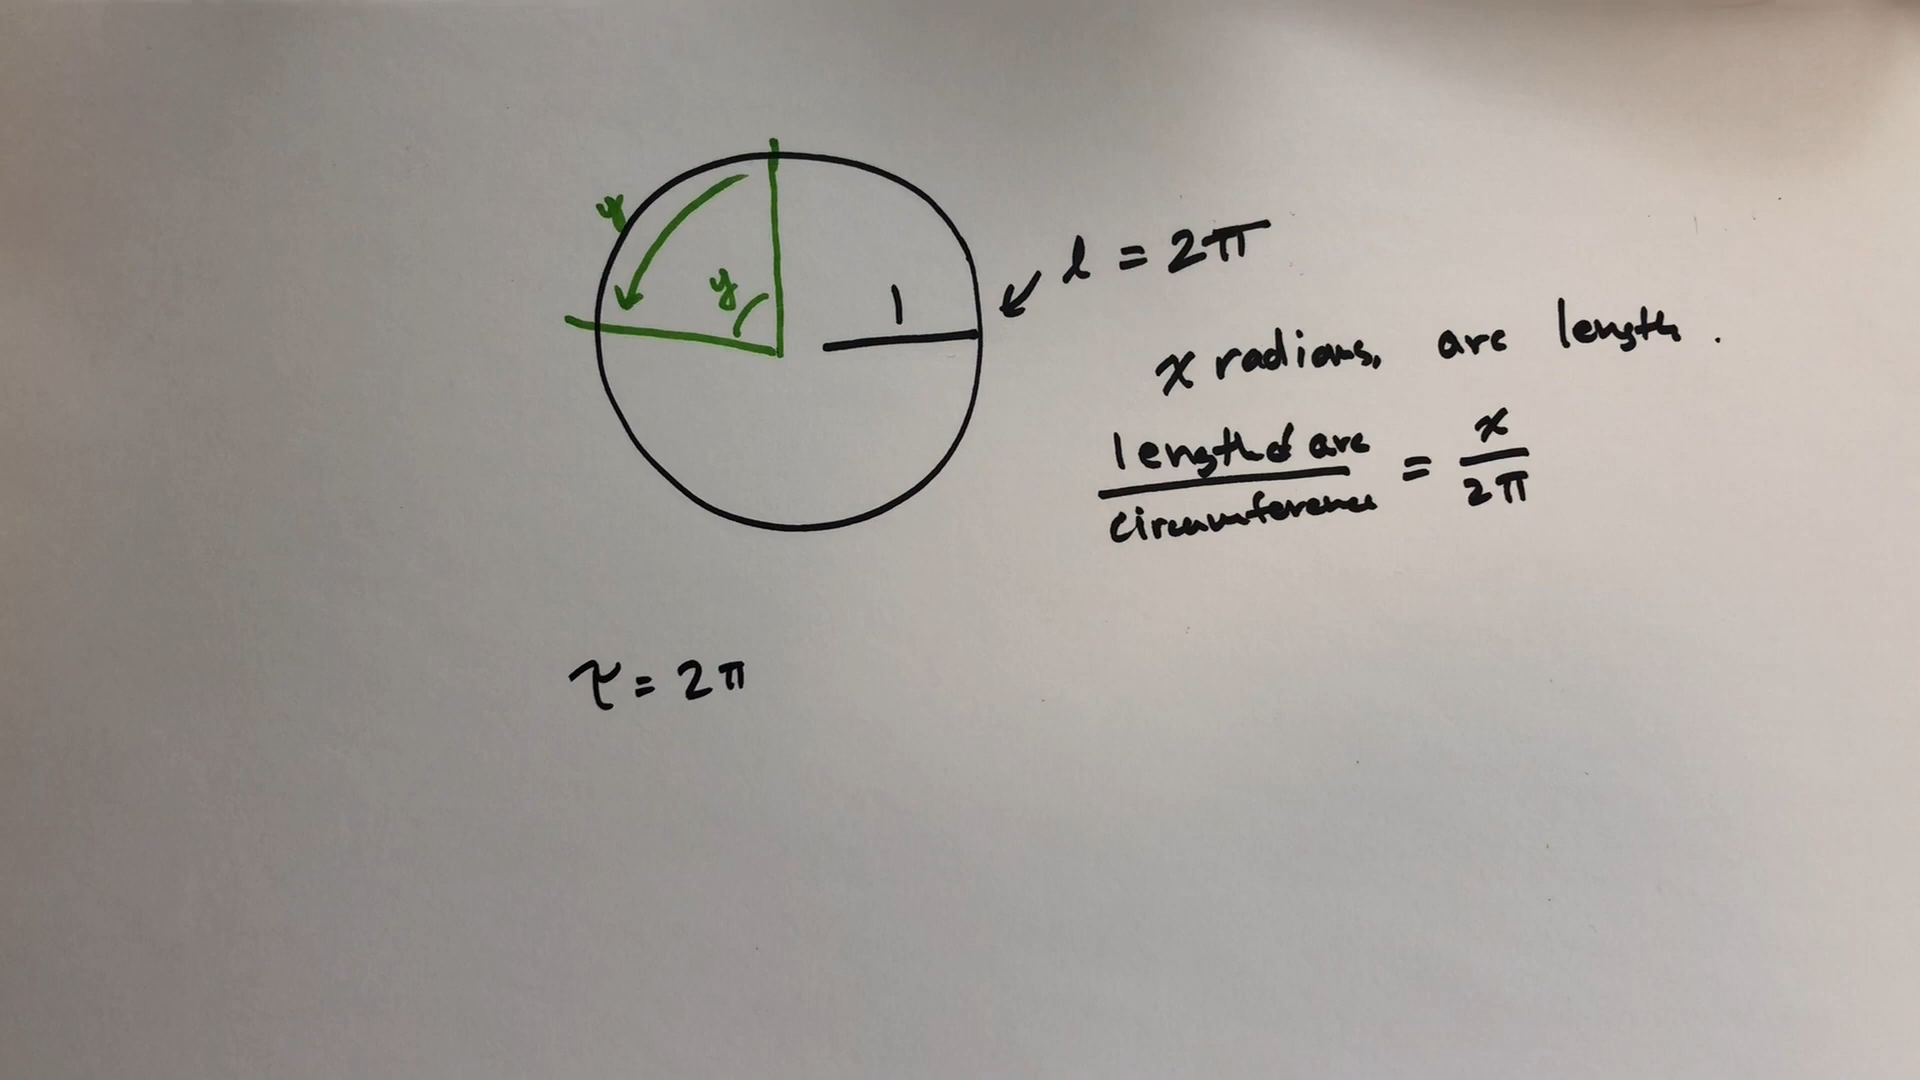 y
y
1
l = 2π
x radians, arc length.
length of arc
circumference
= x
2π
τ = 2π